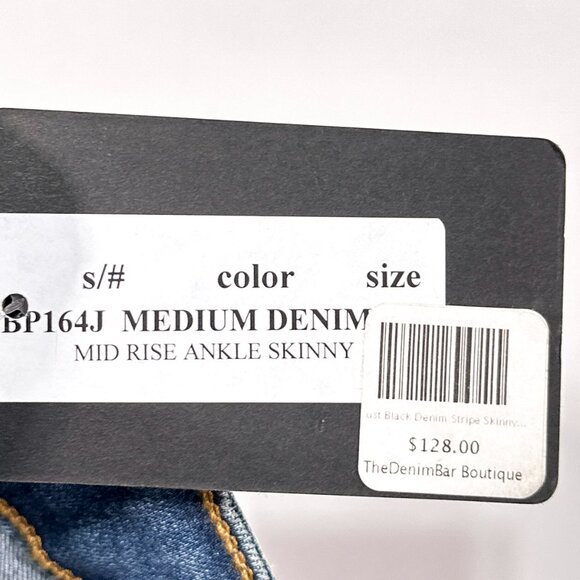 s/# color size
BP164J MEDIUM DENIM
MID RISE ANKLE SKINNY
ust Black Denim Stripe Skinny...
$128.00
TheDenimBar Boutique